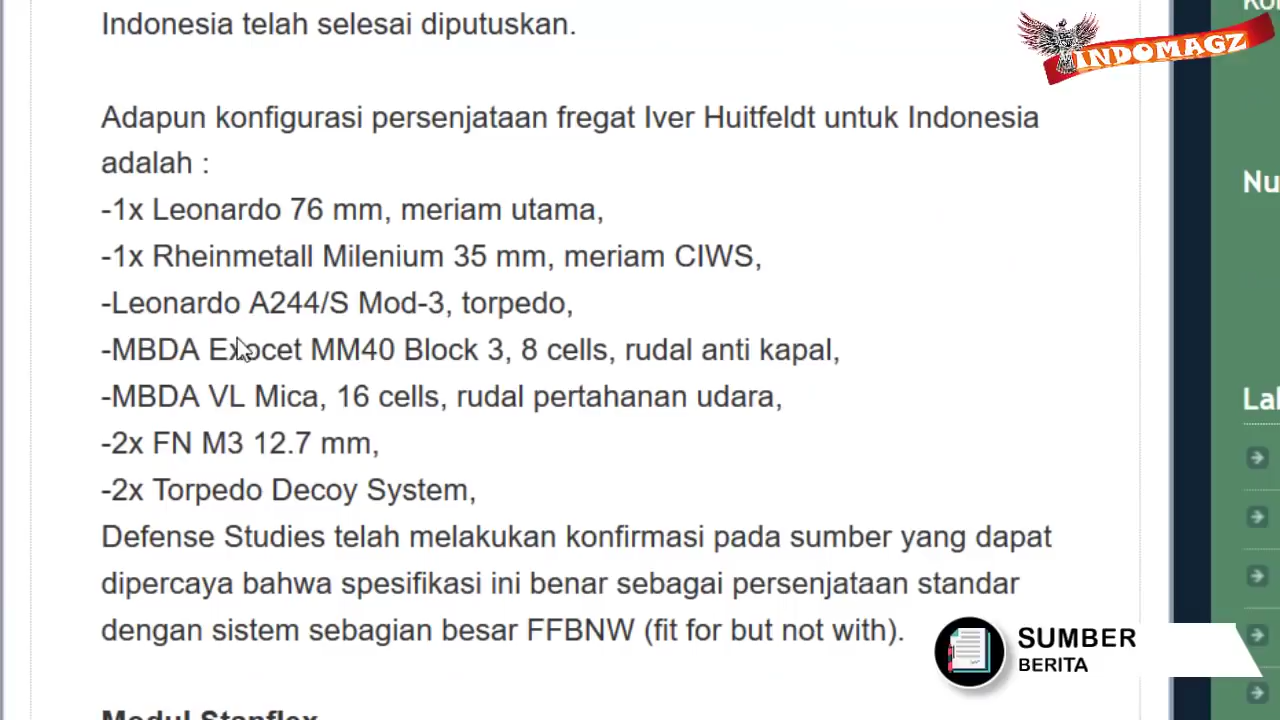 Indonesia telah selesai diputuskan.
INDOMAGZ
Adapun konfigurasi persenjataan fregat Iver Huitfeldt untuk Indonesia
adalah :
-1x Leonardo 76 mm, meriam utama,
-1x Rheinmetall Milenium 35 mm, meriam CIWS,
-Leonardo A244/S Mod-3, torpedo,
-MBDA Exocet MM40 Block 3, 8 cells, rudal anti kapal,
-MBDA VL Mica, 16 cells, rudal pertahanan udara,
-2x FN M3 12.7 mm,
-2x Torpedo Decoy System,
Defense Studies telah melakukan konfirmasi pada sumber yang dapat
dipercaya bahwa spesifikasi ini benar sebagai persenjataan standar
dengan sistem sebagian besar FFBNW (fit for but not with).
Modul Stanflex
Nu
SUMBER
BERITA